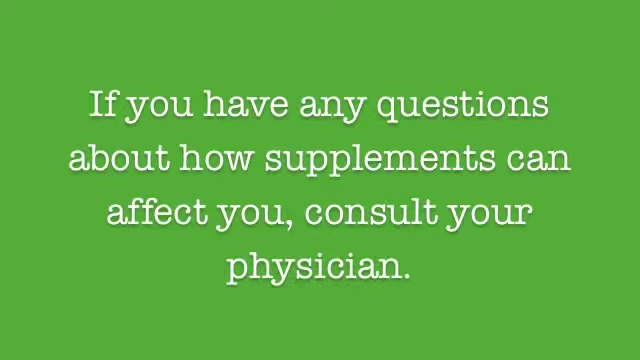 If you have any questions
about how supplements can
affect you, consult your
physician.